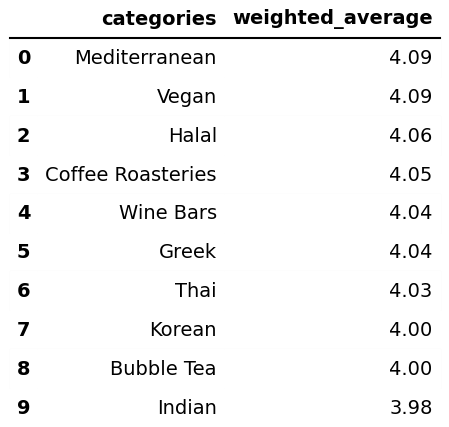 categories weighted_average
0 Mediterranean 4.09
1 Vegan 4.09
2 Halal 4.06
3 Coffee Roasteries 4.05
4 Wine Bars 4.04
5 Greek 4.04
6 Thai 4.03
7 Korean 4.00
8 Bubble Tea 4.00
9 Indian 3.98